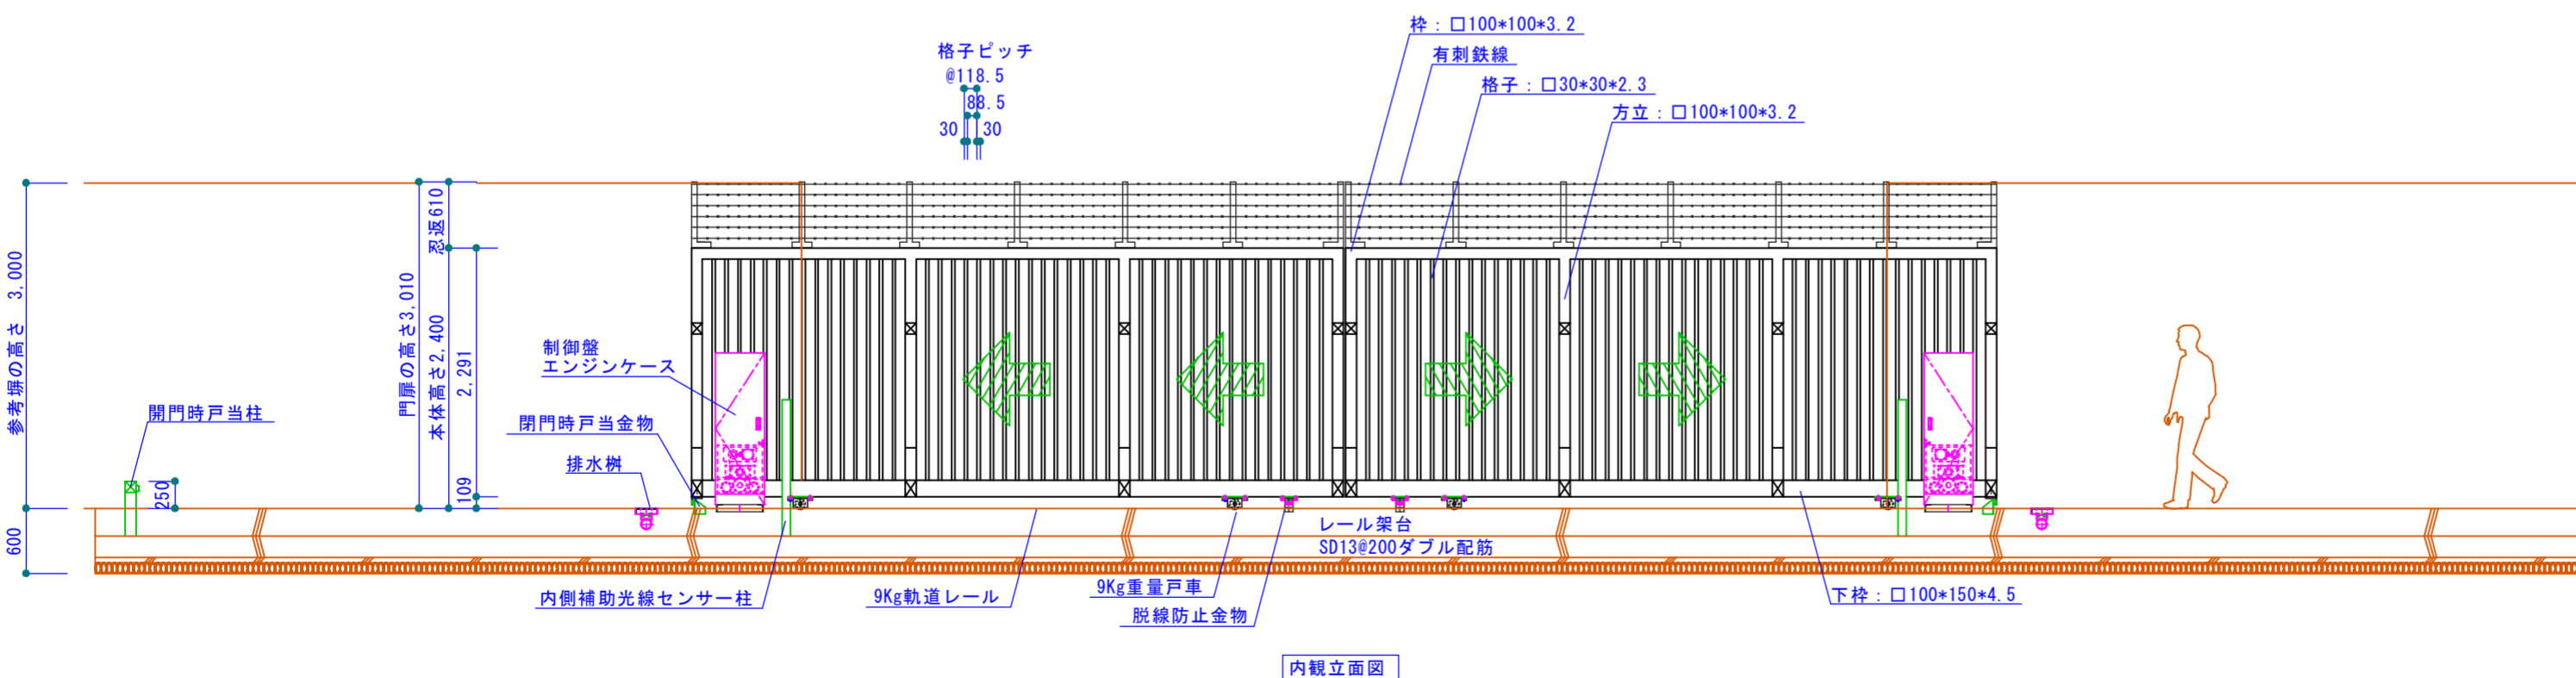 枠：□100*100*3.2
有刺鉄線
格子ピッチ
@118.5
88.5
30
30
格子：□30*30*2.3
方立：□100*100*3.2
参考塀の高さ 3,000
600
門扉の高さ3,010
忍返610
本体高さ2,400
2,291
109
250
開門時戸当柱
制御盤
エンジンケース
閉門時戸当金物
排水桝
レール架台
SD13@200ダブル配筋
内側補助光線センサー柱
9Kg軌道レール
9Kg重量戸車
脱線防止金物
下枠：□100*150*4.5
内観立面図